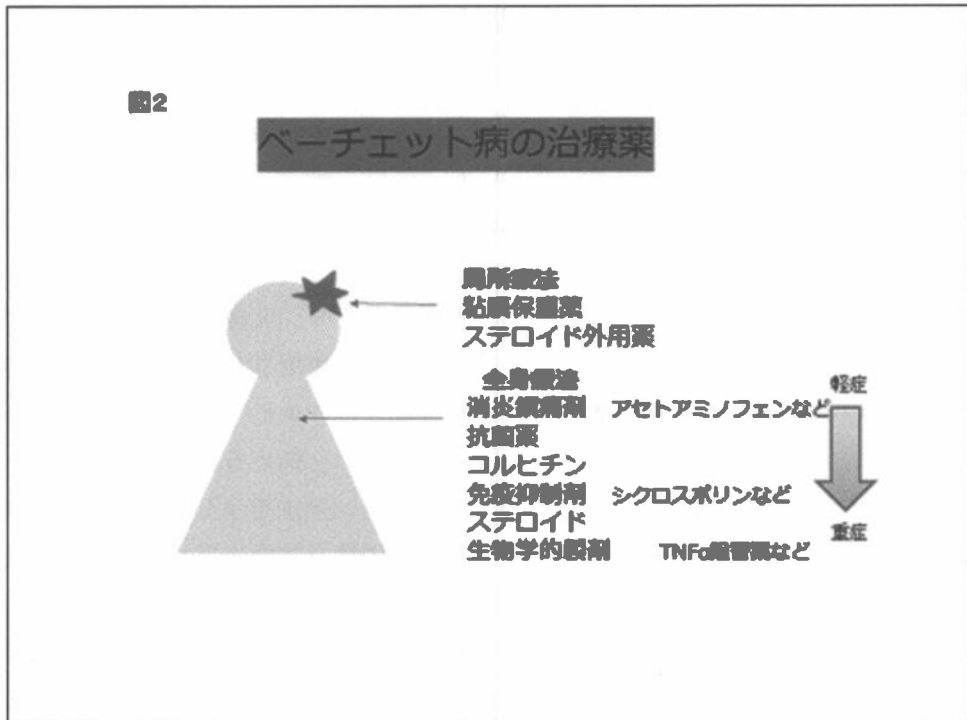 図2
ベーチェット病の治療薬
局所療法
粘膜保護薬
ステロイド外用薬
全身療法
消炎鎮痛剤 アセトアミノフェンなど
抗菌薬
コルヒチン
免疫抑制剤 シクロスポリンなど
ステロイド
生物学的製剤 TNFα阻害薬など
軽症
重症